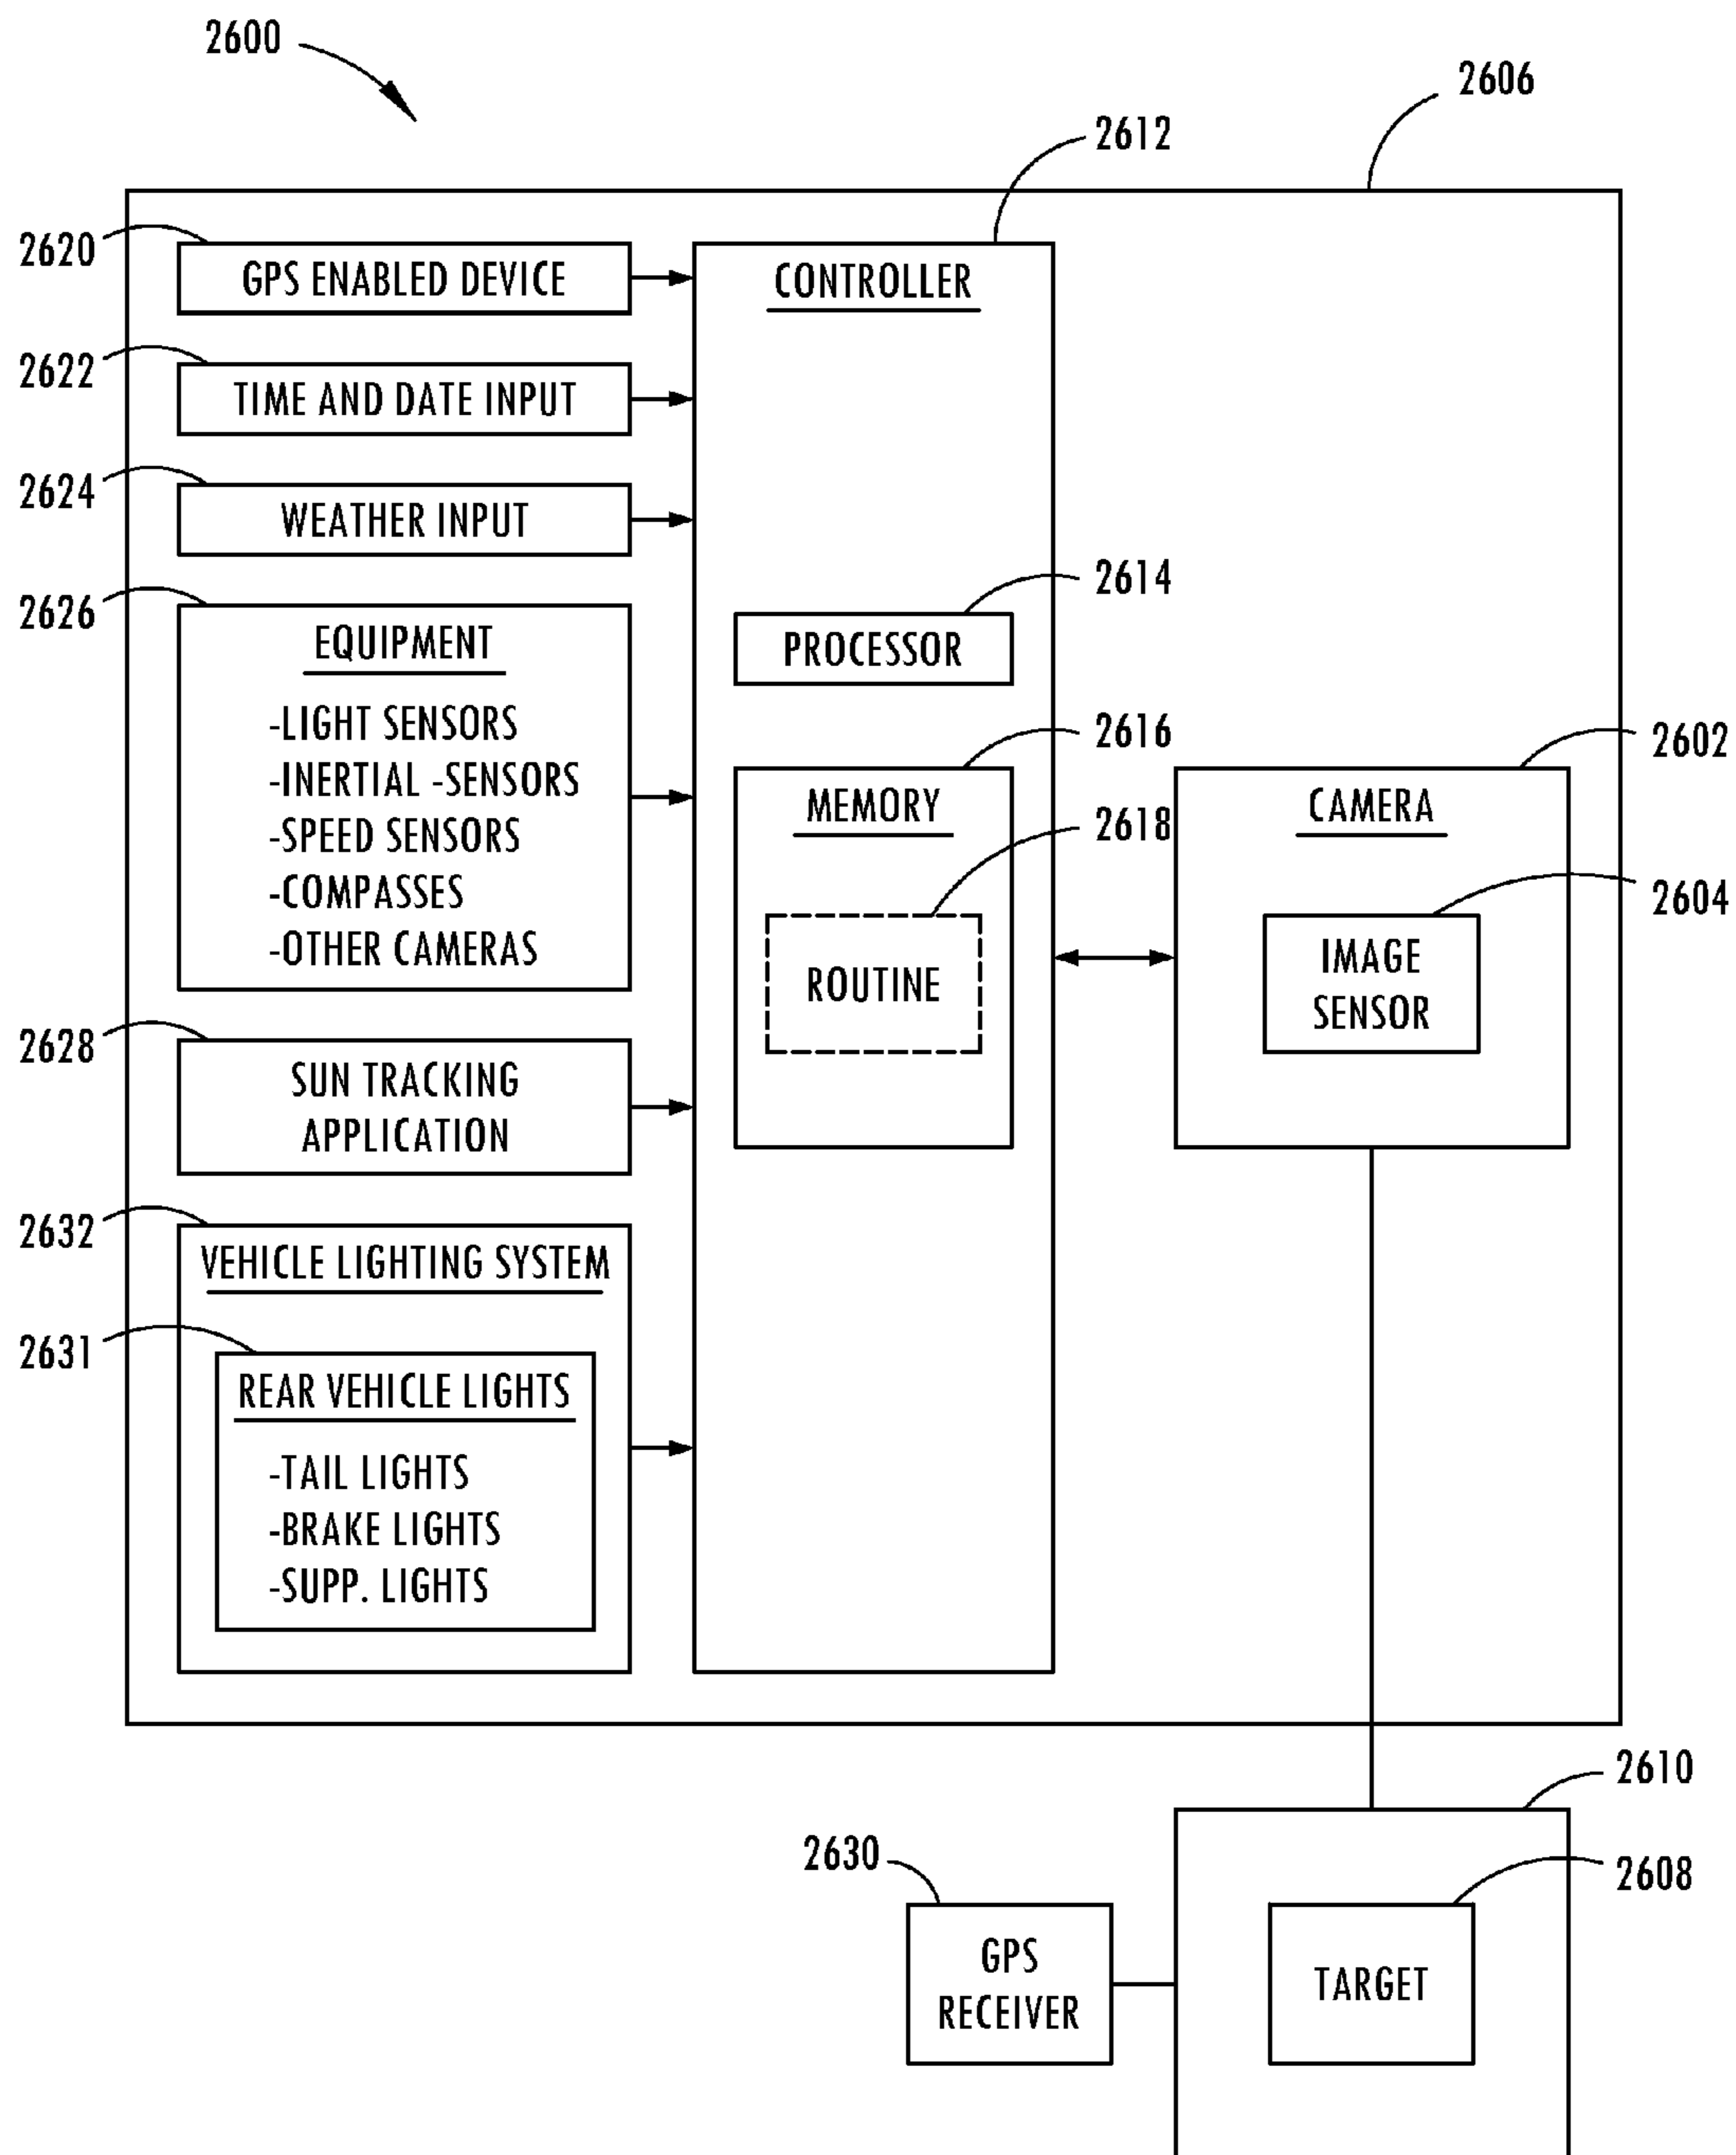 2600
2606
2612
2620
GPS ENABLED DEVICE
CONTROLLER
2622
TIME AND DATE INPUT
2624
WEATHER INPUT
2614
PROCESSOR
2626
EQUIPMENT
-LIGHT SENSORS
-INERTIAL -SENSORS
-SPEED SENSORS
-COMPASSES
-OTHER CAMERAS
2616
MEMORY
2618
ROUTINE
2602
CAMERA
2604
IMAGE
SENSOR
2628
SUN TRACKING
APPLICATION
2632
VEHICLE LIGHTING SYSTEM
2631
REAR VEHICLE LIGHTS
-TAIL LIGHTS
-BRAKE LIGHTS
-SUPP. LIGHTS
2610
2630
GPS
RECEIVER
2608
TARGET